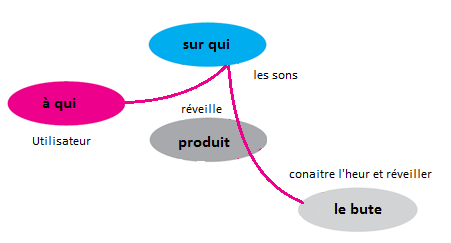 sur qui
les sons
à qui
réveille
Utilisateur
produit
conaitre l'heur et réveiller
le bute